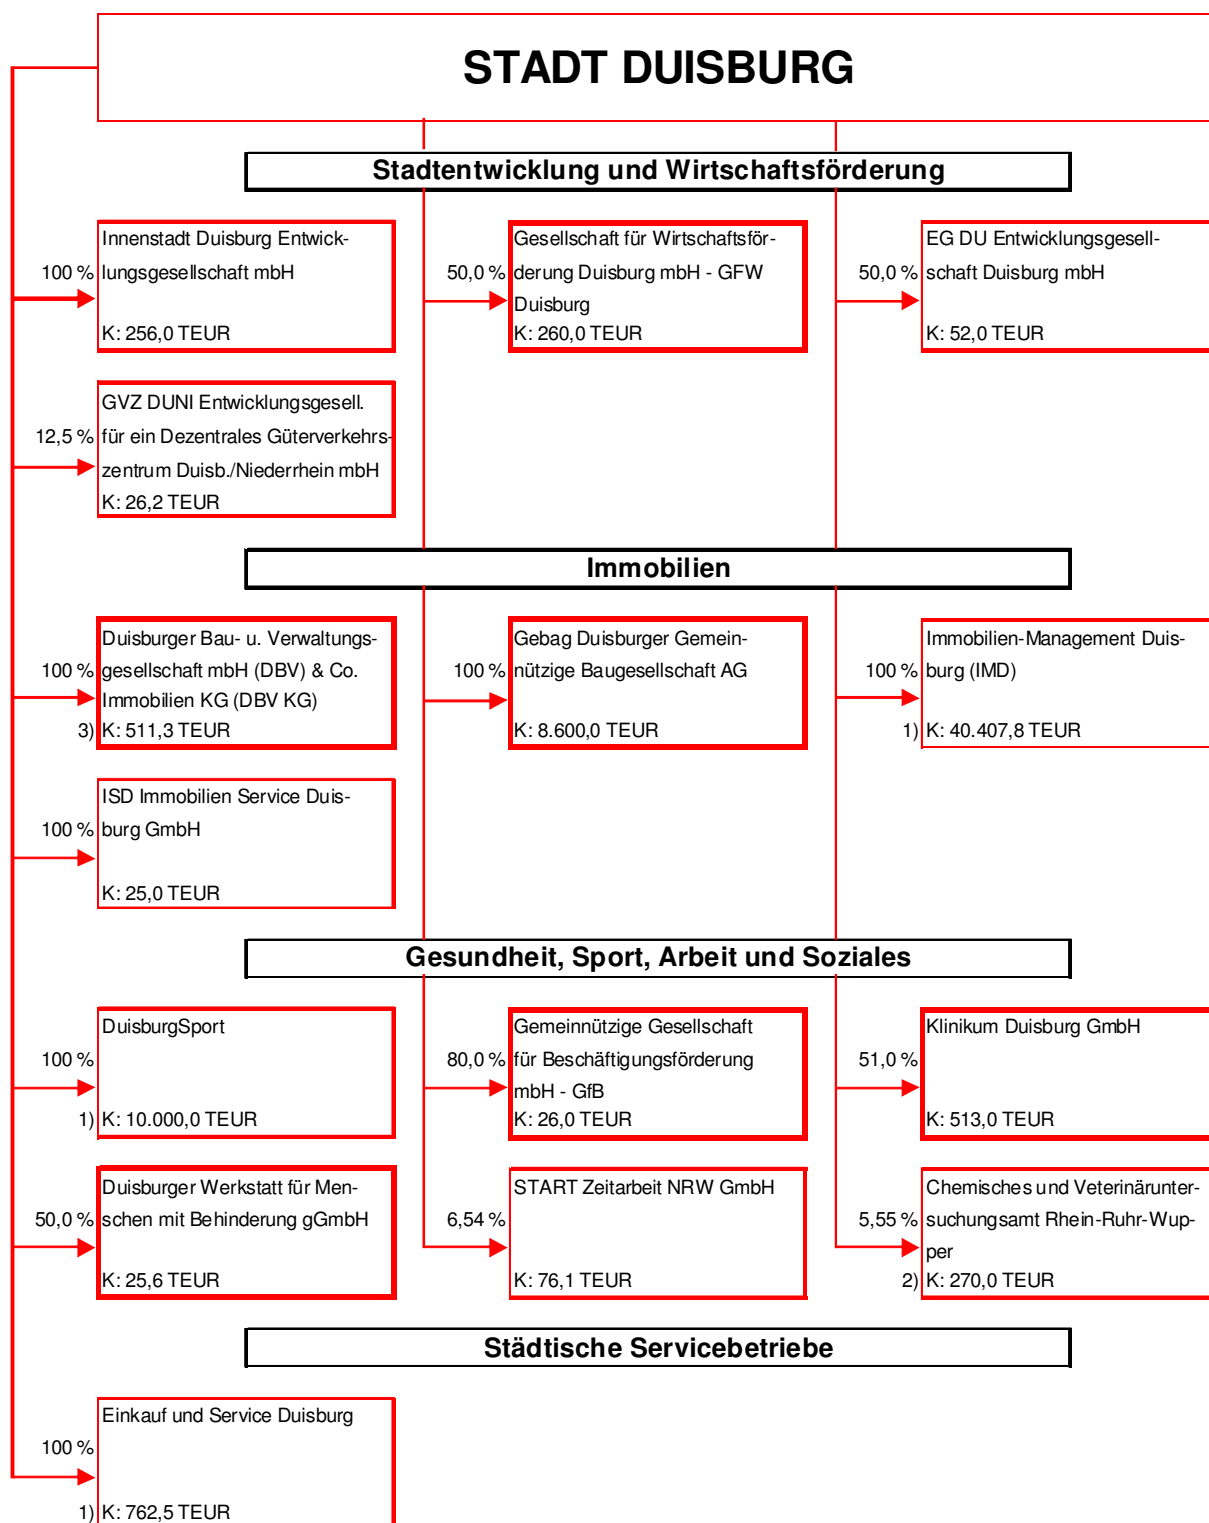 STADT DUISBURG
Stadtentwicklung und Wirtschaftsförderung
100 %
Innenstadt Duisburg Entwick-
lungsgesellschaft mbH
K: 256,0 TEUR
50,0 %
Gesellschaft für Wirtschaftsför-
derung Duisburg mbH - GFW
Duisburg
K: 260,0 TEUR
50,0 %
EG DU Entwicklungsgesell-
schaft Duisburg mbH
K: 52,0 TEUR
12,5 %
GVZ DUNI Entwicklungsgesell.
für ein Dezentrales Güterverkehrs-
zentrum Duisb./Niederrhein mbH
K: 26,2 TEUR
Immobilien
100 %
Duisburger Bau- u. Verwaltungs-
gesellschaft mbH (DBV) & Co.
Immobilien KG (DBV KG)
3) K: 511,3 TEUR
100 %
Gebag Duisburger Gemein-
nützige Baugesellschaft AG
K: 8.600,0 TEUR
100 %
Immobilien-Management Duis-
burg (IMD)
1) K: 40.407,8 TEUR
100 %
ISD Immobilien Service Duis-
burg GmbH
K: 25,0 TEUR
Gesundheit, Sport, Arbeit und Soziales
100 %
DuisburgSport
1) K: 10.000,0 TEUR
80,0 %
Gemeinnützige Gesellschaft
für Beschäftigungsförderung
mbH - GfB
K: 26,0 TEUR
51,0 %
Klinikum Duisburg GmbH
K: 513,0 TEUR
50,0 %
Duisburger Werkstatt für Men-
schen mit Behinderung gGmbH
K: 25,6 TEUR
6,54 %
START Zeitarbeit NRW GmbH
K: 76,1 TEUR
5,55 %
Chemisches und Veterinärunter-
suchungsamt Rhein-Ruhr-Wup-
per
2) K: 270,0 TEUR
Städtische Servicebetriebe
100 %
Einkauf und Service Duisburg
1) K: 762,5 TEUR